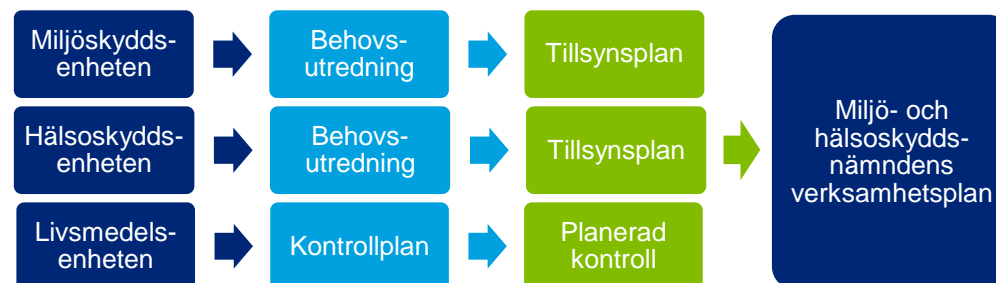 Miljöskydds-
enheten
Behovs-
utredning
Tillsynsplan
Hälsoskydds-
enheten
Behovs-
utredning
Tillsynsplan
Livsmedels-
enheten
Kontrollplan
Planerad
kontroll
Miljö- och
hälsoskydds-
nämndens
verksamhetsplan